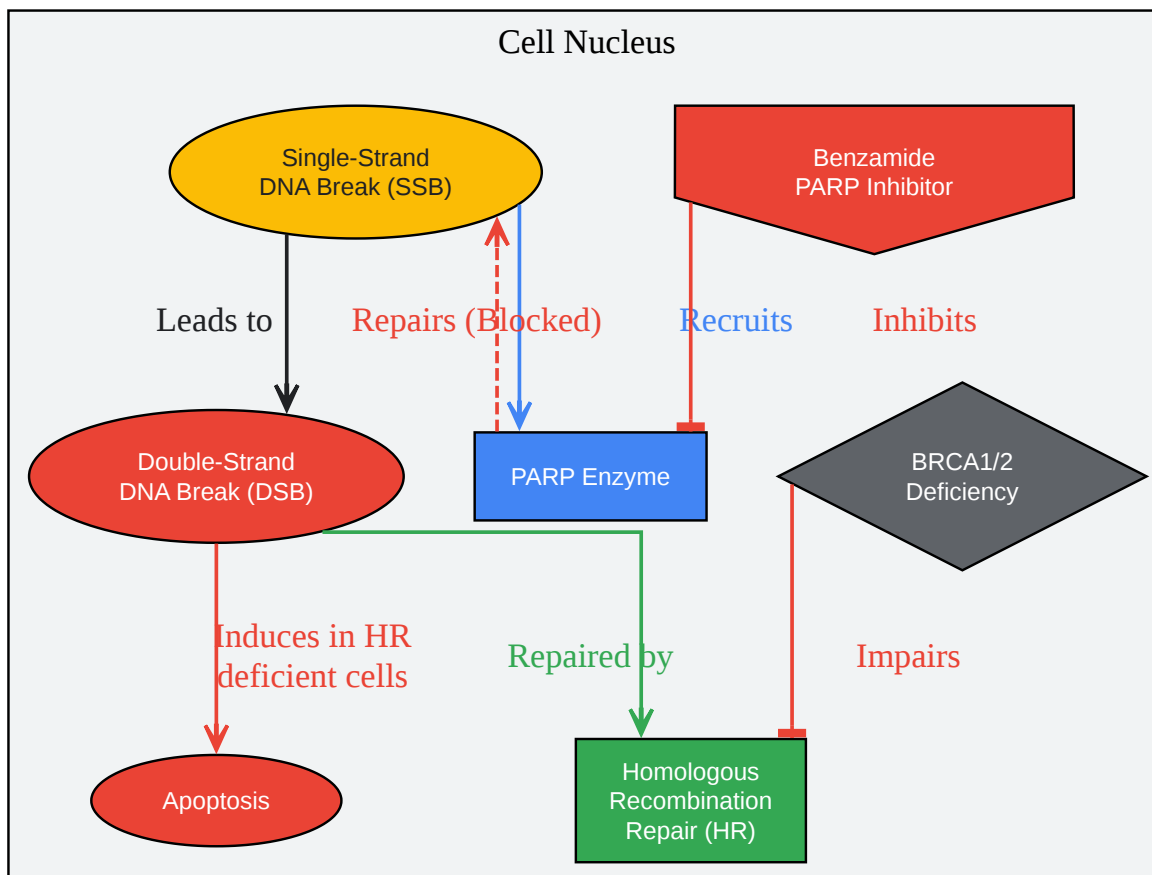 Cell Nucleus
Single-Strand
DNA Break (SSB)
Benzamide
PARP Inhibitor
Leads to
Repairs (Blocked)
Recruits
Inhibits
Double-Strand
DNA Break (DSB)
PARP Enzyme
BRCA1/2
Deficiency
Induces in HR
deficient cells
Repaired by
Impairs
Apoptosis
Homologous
Recombination
Repair (HR)